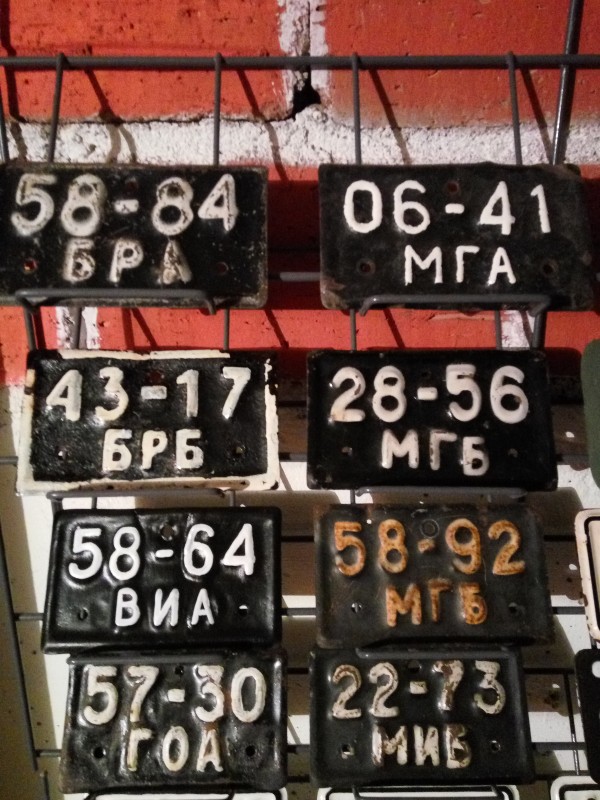 58-84
БРА
06-41
МГА
43-17
БРБ
28-56
МГБ
58-64
ВИА
58-92
МГБ
57-30
ГОА
22-73
МИБ